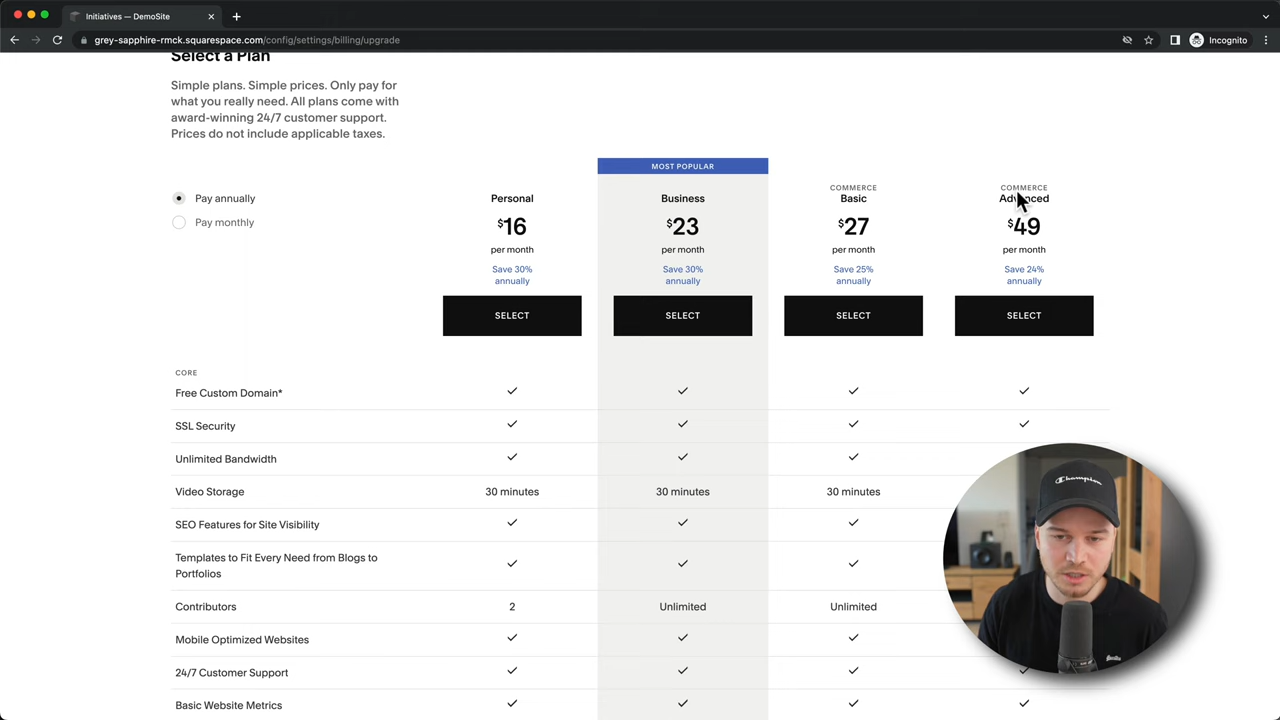 Initiatives — DemoSite
grey-sapphire-rmck.squarespace.com/config/settings/billing/upgrade
Incognito
Select a Plan
Simple plans. Simple prices. Only pay for
what you really need. All plans come with
award-winning 24/7 customer support.
Prices do not include applicable taxes.
MOST POPULAR
Pay annually
Pay monthly
Personal
$16
per month
Save 30%
annually
SELECT
Business
$23
per month
Save 30%
annually
SELECT
COMMERCE
Basic
$27
per month
Save 25%
annually
SELECT
COMMERCE
Advanced
$49
per month
Save 24%
annually
SELECT
CORE
Free Custom Domain*
SSL Security
Unlimited Bandwidth
Video Storage 30 minutes 30 minutes 30 minutes
SEO Features for Site Visibility
Templates to Fit Every Need from Blogs to
Portfolios
Contributors 2 Unlimited Unlimited
Mobile Optimized Websites
24/7 Customer Support
Basic Website Metrics
Champion